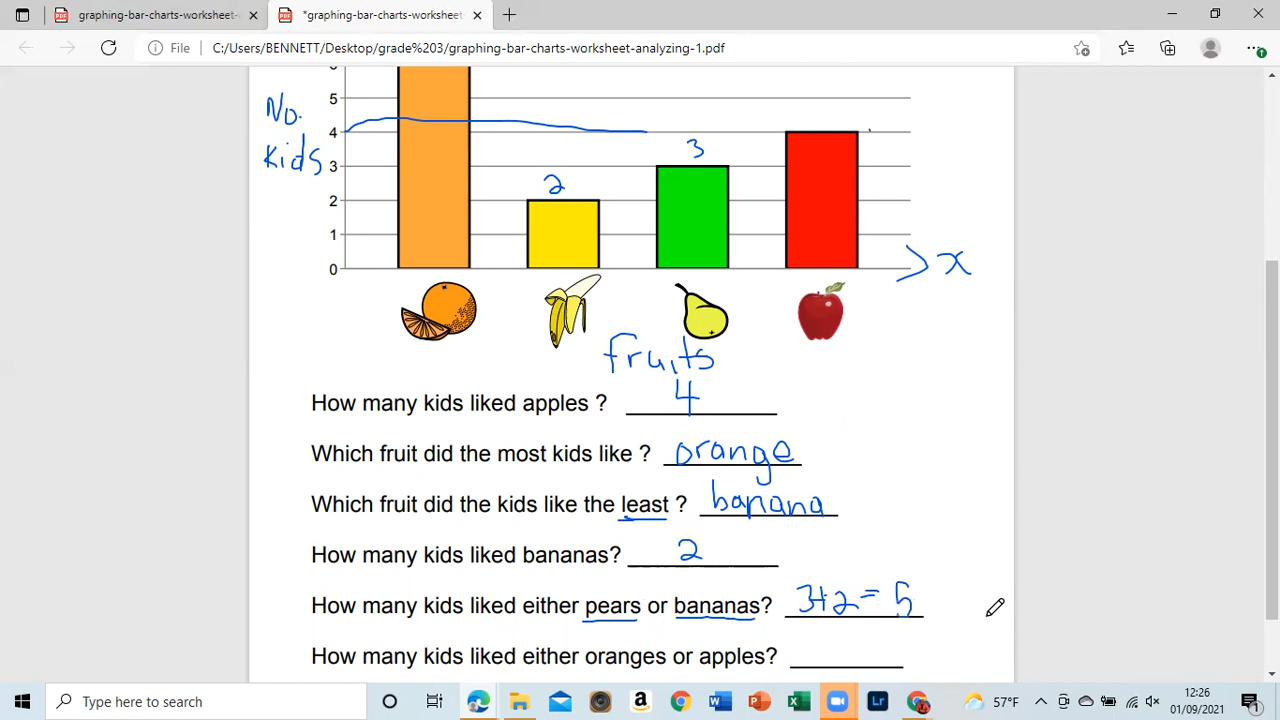 graphing-bar-charts-worksheet
*graphing-bar-charts-worksheet
File
C:/Users/BENNETT/Desktop/grade%203/graphing-bar-charts-worksheet-analyzing-1.pdf
5
4
3
2
1
0
No.
kids
2
3
x
fruits
How many kids liked apples ? 4
Which fruit did the most kids like ? orange
Which fruit did the kids like the least ? banana
How many kids liked bananas? 2
How many kids liked either pears or bananas? 3+2=5
How many kids liked either oranges or apples?
Type here to search
57°F
12:26
01/09/2021